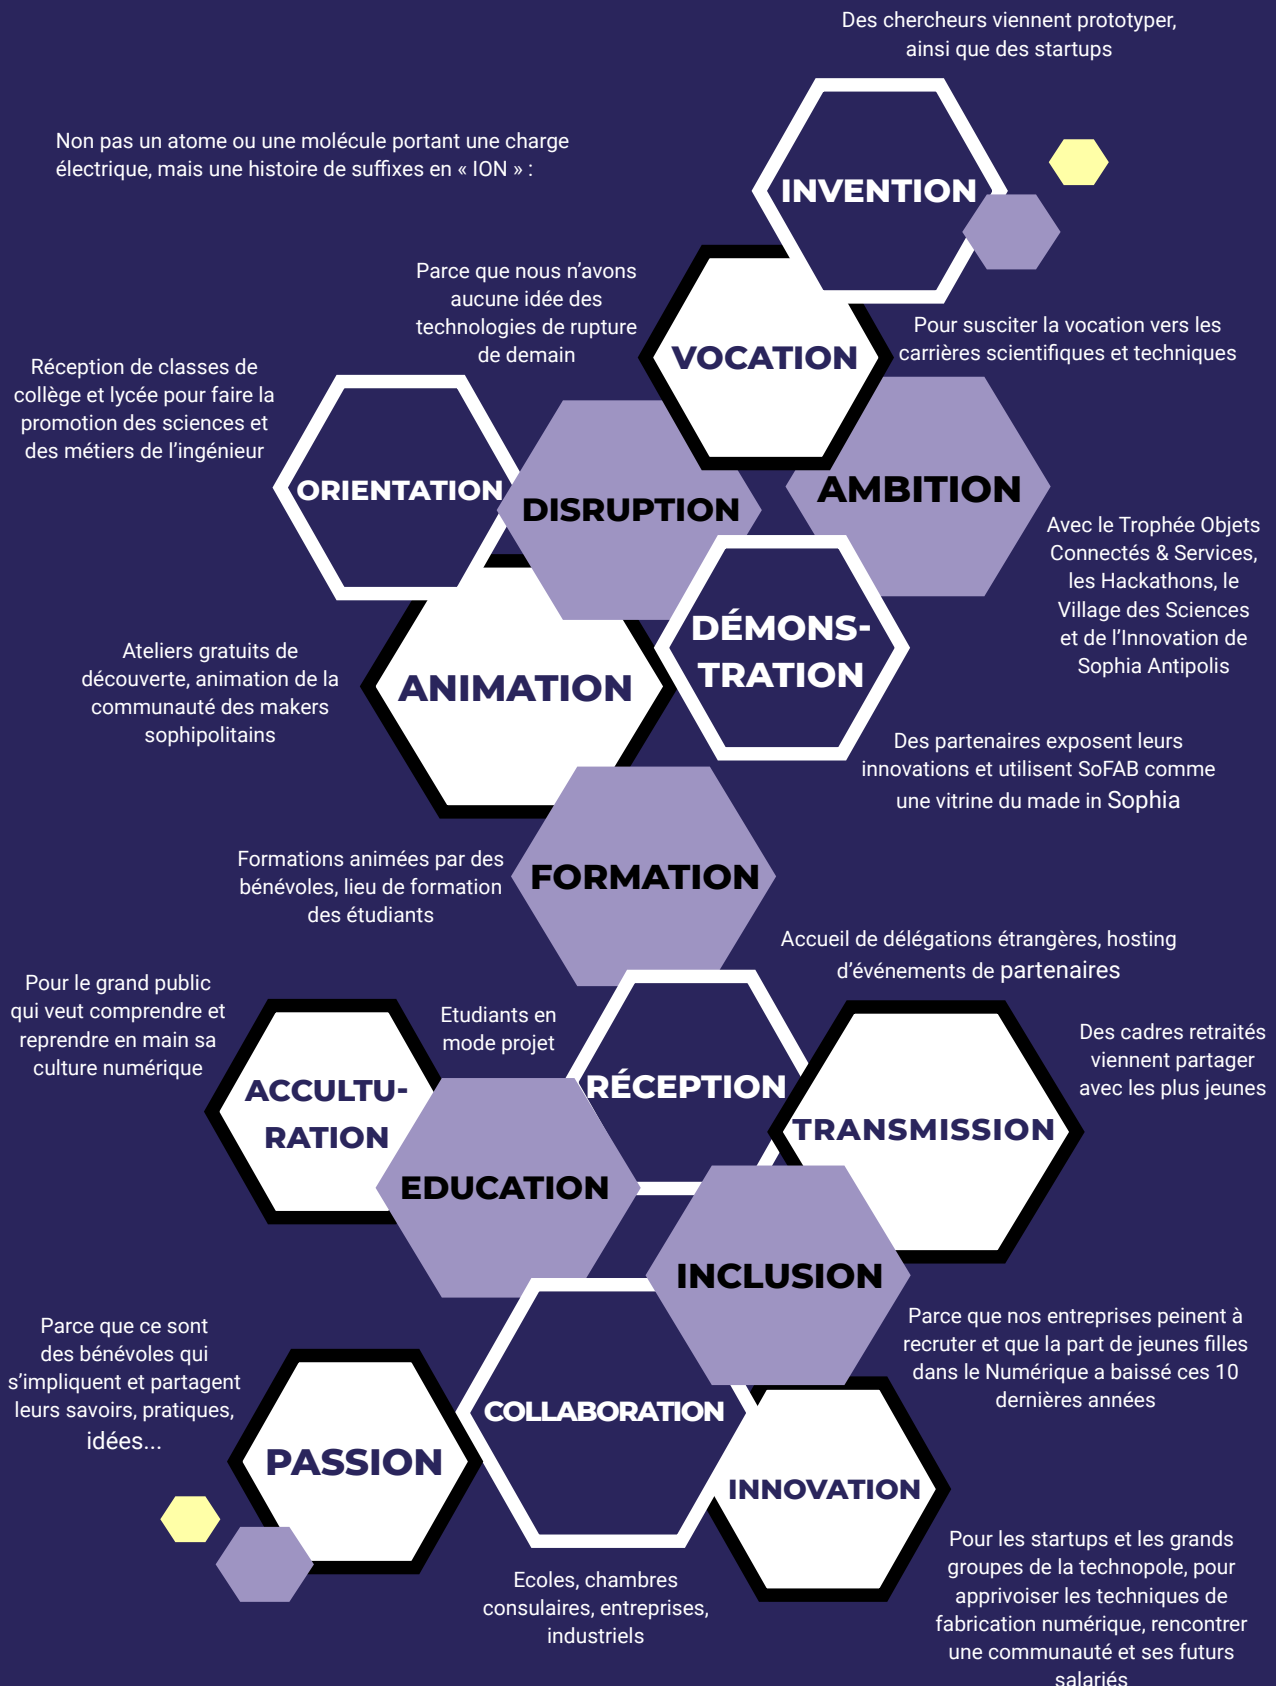 Des chercheurs viennent prototyper,
ainsi que des startups
Non pas un atome ou une molécule portant une charge
électrique, mais une histoire de suffixes en « ION » :
INVENTION
Parce que nous n’avons
aucune idée des
technologies de rupture
de demain
VOCATION
Pour susciter la vocation vers les
carrières scientifiques et techniques
Réception de classes de
collège et lycée pour faire la
promotion des sciences et
des métiers de l’ingénieur
ORIENTATION
DISRUPTION
AMBITION
Avec le Trophée Objets
Connectés & Services,
les Hackathons, le
Village des Sciences
et de l’Innovation de
Sophia Antipolis
DÉMONS-
TRATION
Ateliers gratuits de
découverte, animation de la
communauté des makers
sophipolitains
ANIMATION
Des partenaires exposent leurs
innovations et utilisent SoFAB comme
une vitrine du made in Sophia
Formations animées par des
bénévoles, lieu de formation
des étudiants
FORMATION
Accueil de délégations étrangères, hosting
d’événements de partenaires
Pour le grand public
qui veut comprendre et
reprendre en main sa
culture numérique
Etudiants en
mode projet
Des cadres retraités
viennent partager
avec les plus jeunes
ACCULTU-
RATION
RÉCEPTION
TRANSMISSION
EDUCATION
INCLUSION
Parce que nos entreprises peinent à
recruter et que la part de jeunes filles
dans le Numérique a baissé ces 10
dernières années
Parce que ce sont
des bénévoles qui
s’impliquent et partagent
leurs savoirs, pratiques,
idées...
COLLABORATION
PASSION
INNOVATION
Ecoles, chambres
consulaires, entreprises,
industriels
Pour les startups et les grands
groupes de la technopole, pour
apprivoiser les techniques de
fabrication numérique, rencontrer
une communauté et ses futurs
salariés